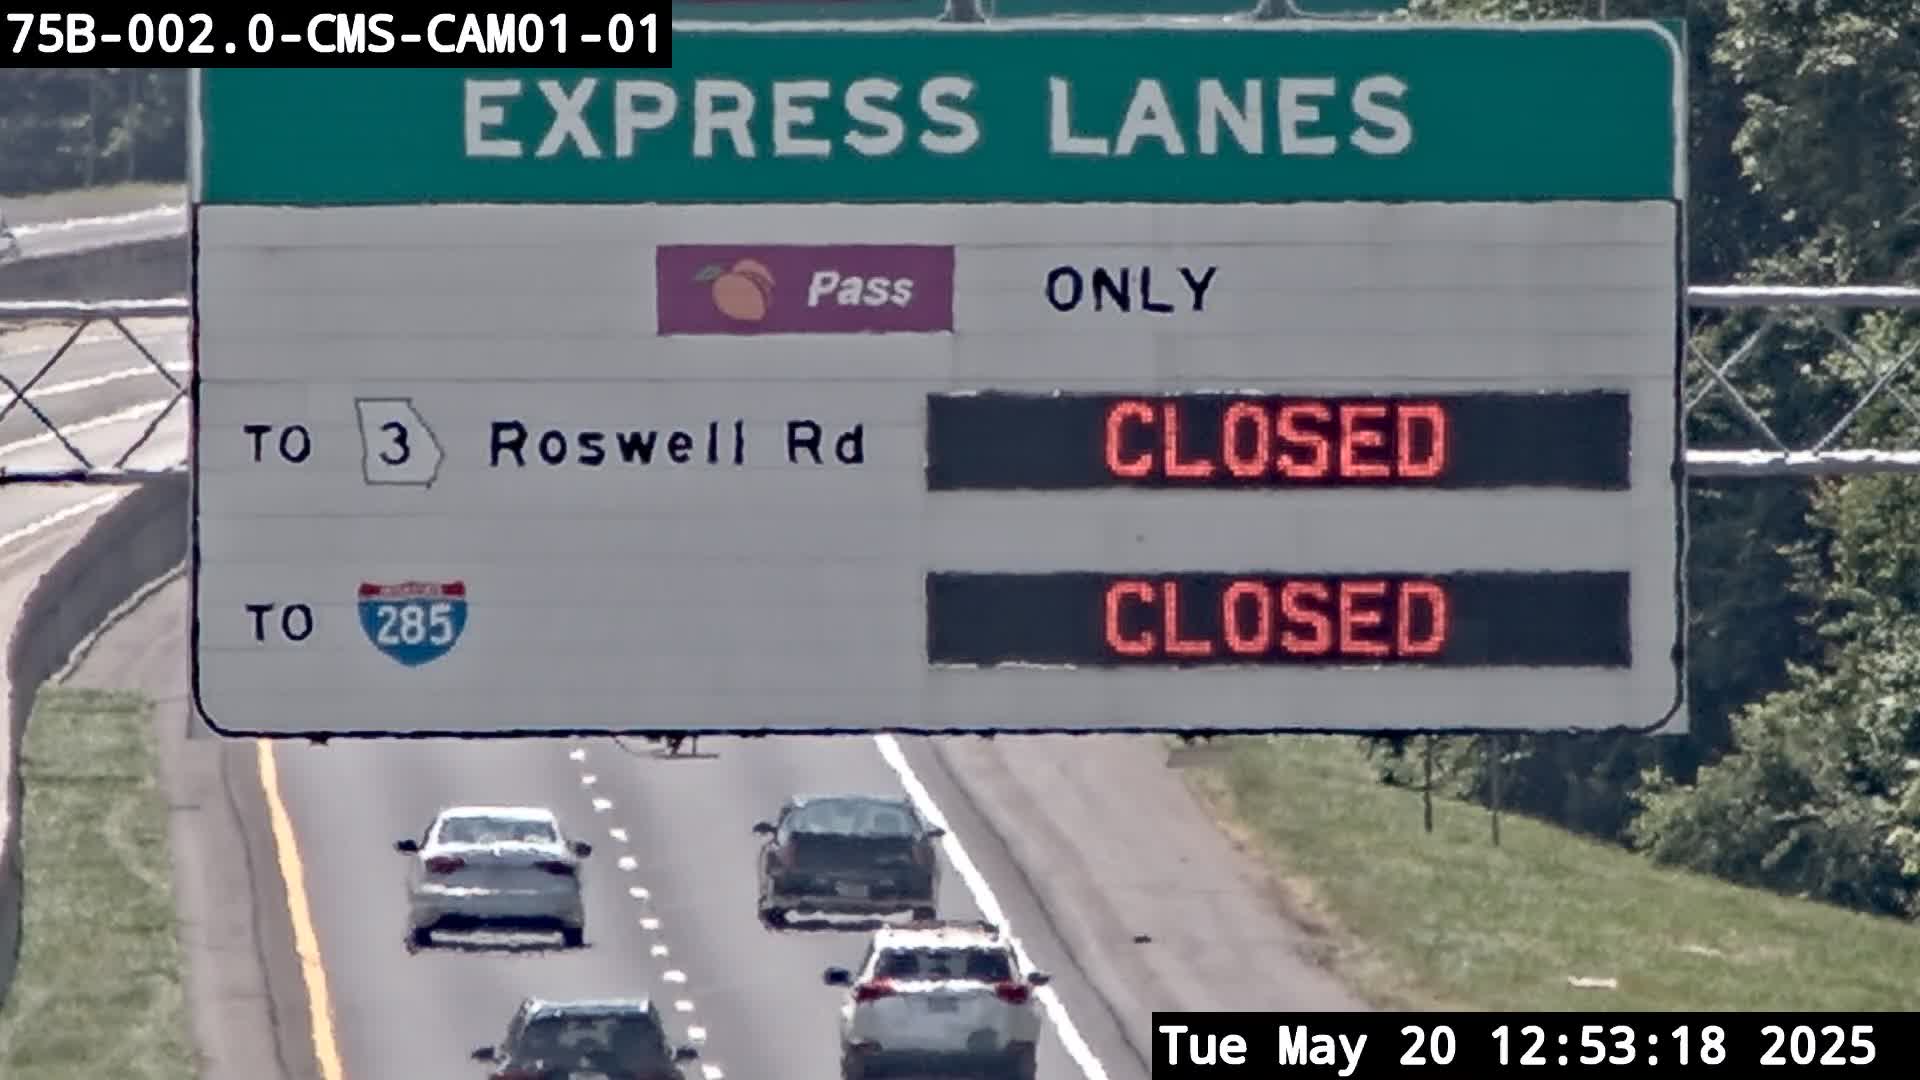 75B-002.0-CMS-CAM01-01
EXPRESS LANES
Pass ONLY
TO 3 Roswell Rd CLOSED
TO 285 CLOSED
Tue May 20 12:53:18 2025